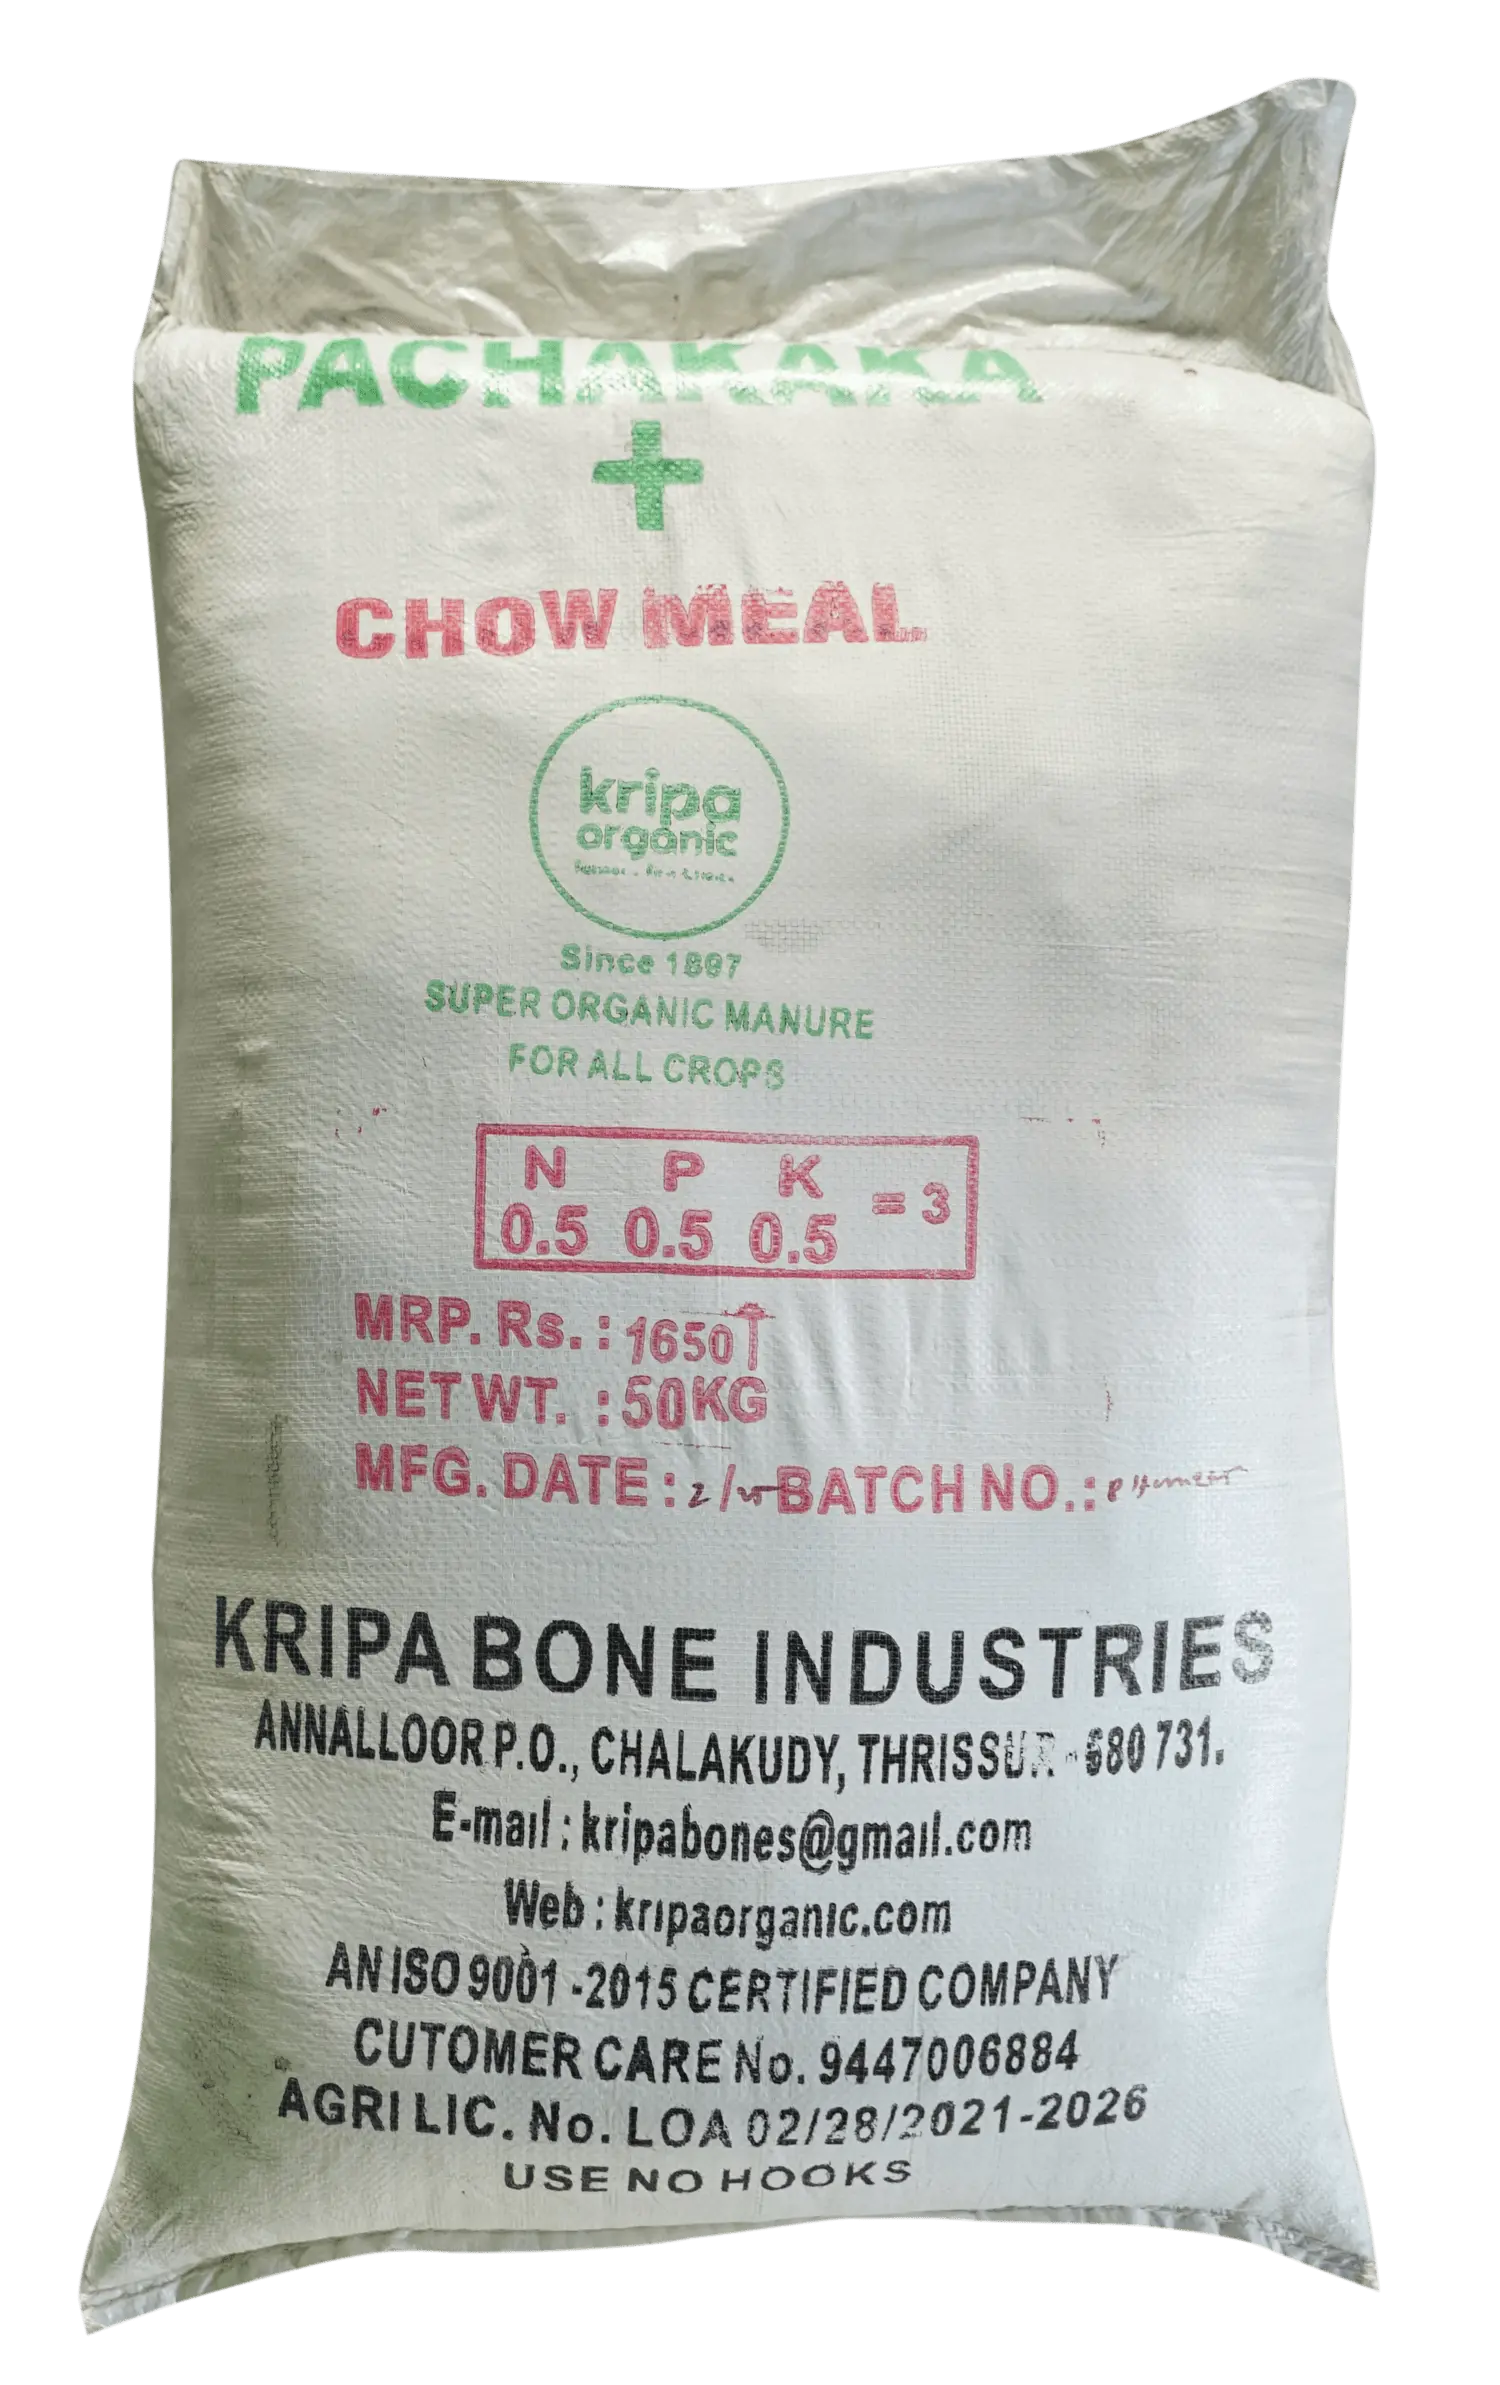 PACHAKAKA
+
CHOW MEAL
kripa
organic
Since 1897
SUPER ORGANIC MANURE
FOR ALL CROPS
N P K = 3
0.5 0.5 0.5
MRP. Rs. : 1650
NET WT. : 50KG
MFG. DATE : 2/ BATCH NO. :
KRIPA BONE INDUSTRIES
ANNALLOOR P.O., CHALAKUDY, THRISSUR - 680 731.
E-mail : kripabones@gmail.com
Web : kripaorganic.com
AN ISO 9001 -2015 CERTIFIED COMPANY
CUTOMER CARE No. 9447006884
AGRI LIC. No. LOA 02/28/2021-2026
USE NO HOOKS